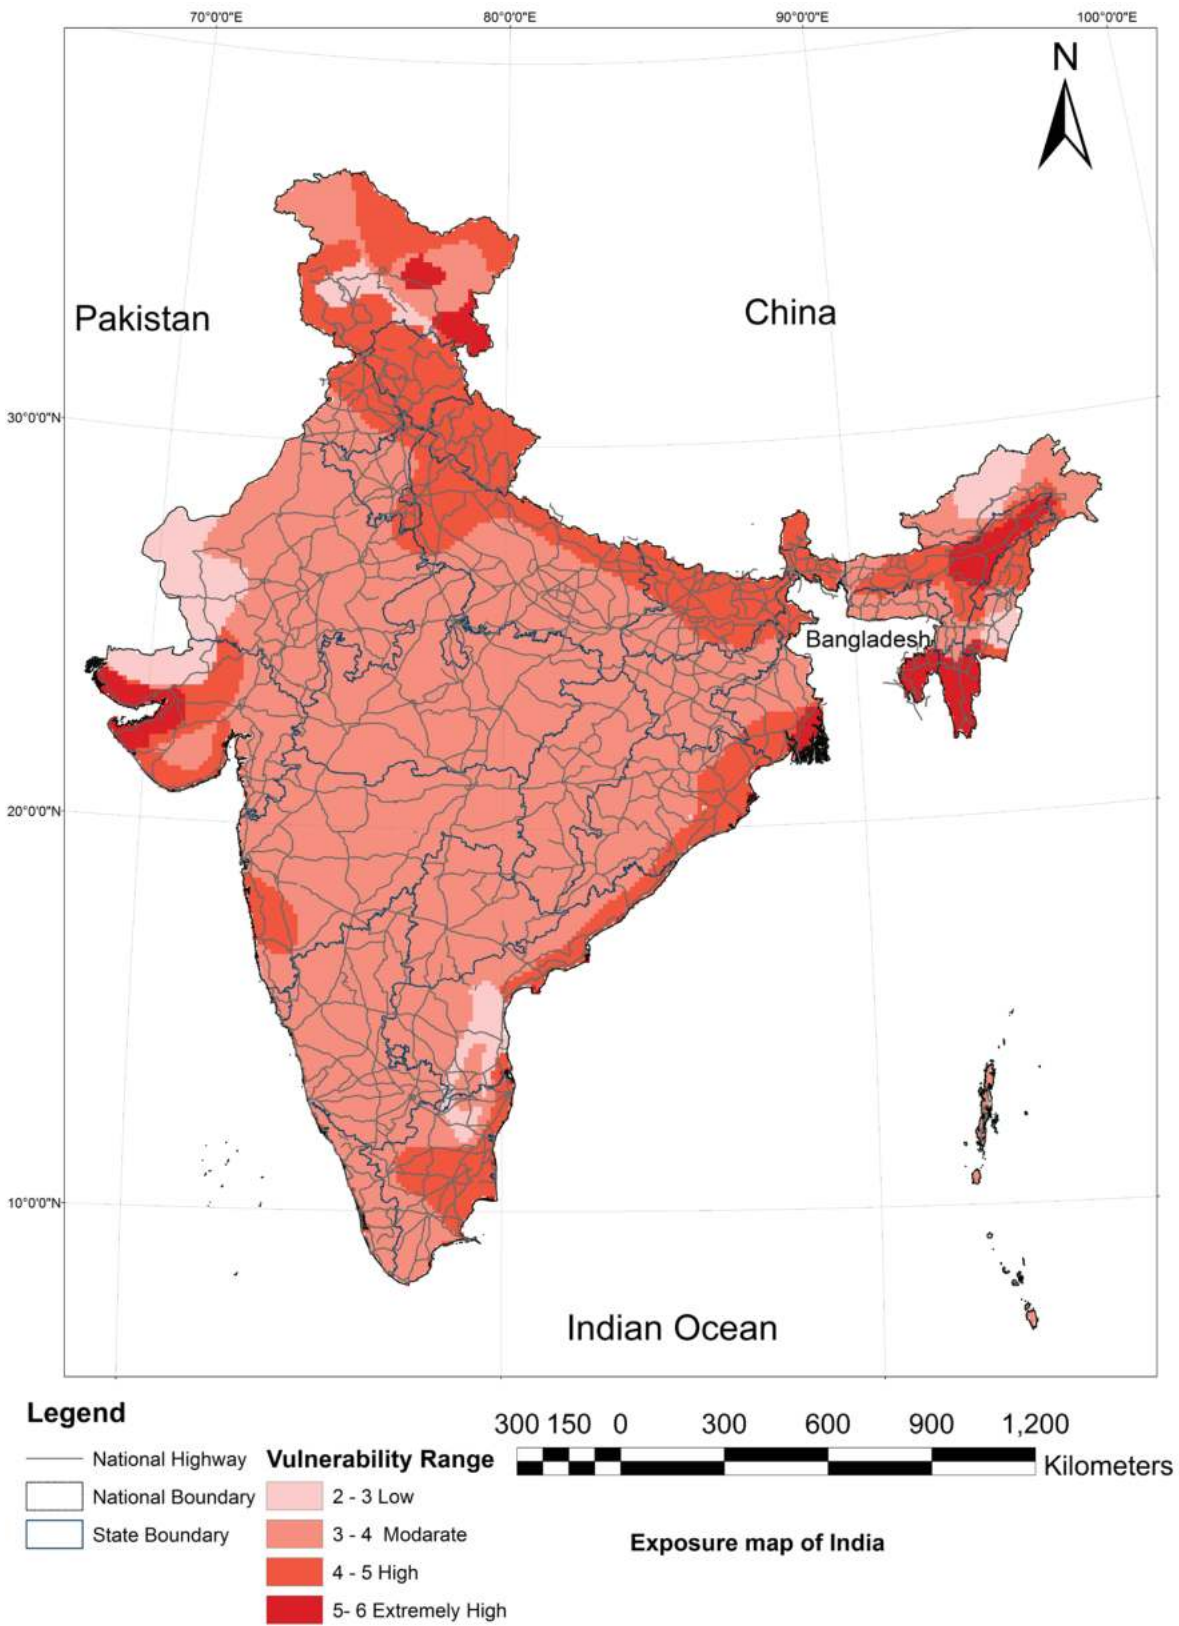 70°0'0"E 80°0'0"E 90°0'0"E 100°0'0"E
N
Pakistan
China
30°0'0"N
Bangladesh
20°0'0"N
10°0'0"N
Indian Ocean
Legend
300 150 0 300 600 900 1,200
Kilometers
National Highway
National Boundary
State Boundary
Vulnerability Range
2 - 3 Low
3 - 4 Modarate
4 - 5 High
5- 6 Extremely High
Exposure map of India